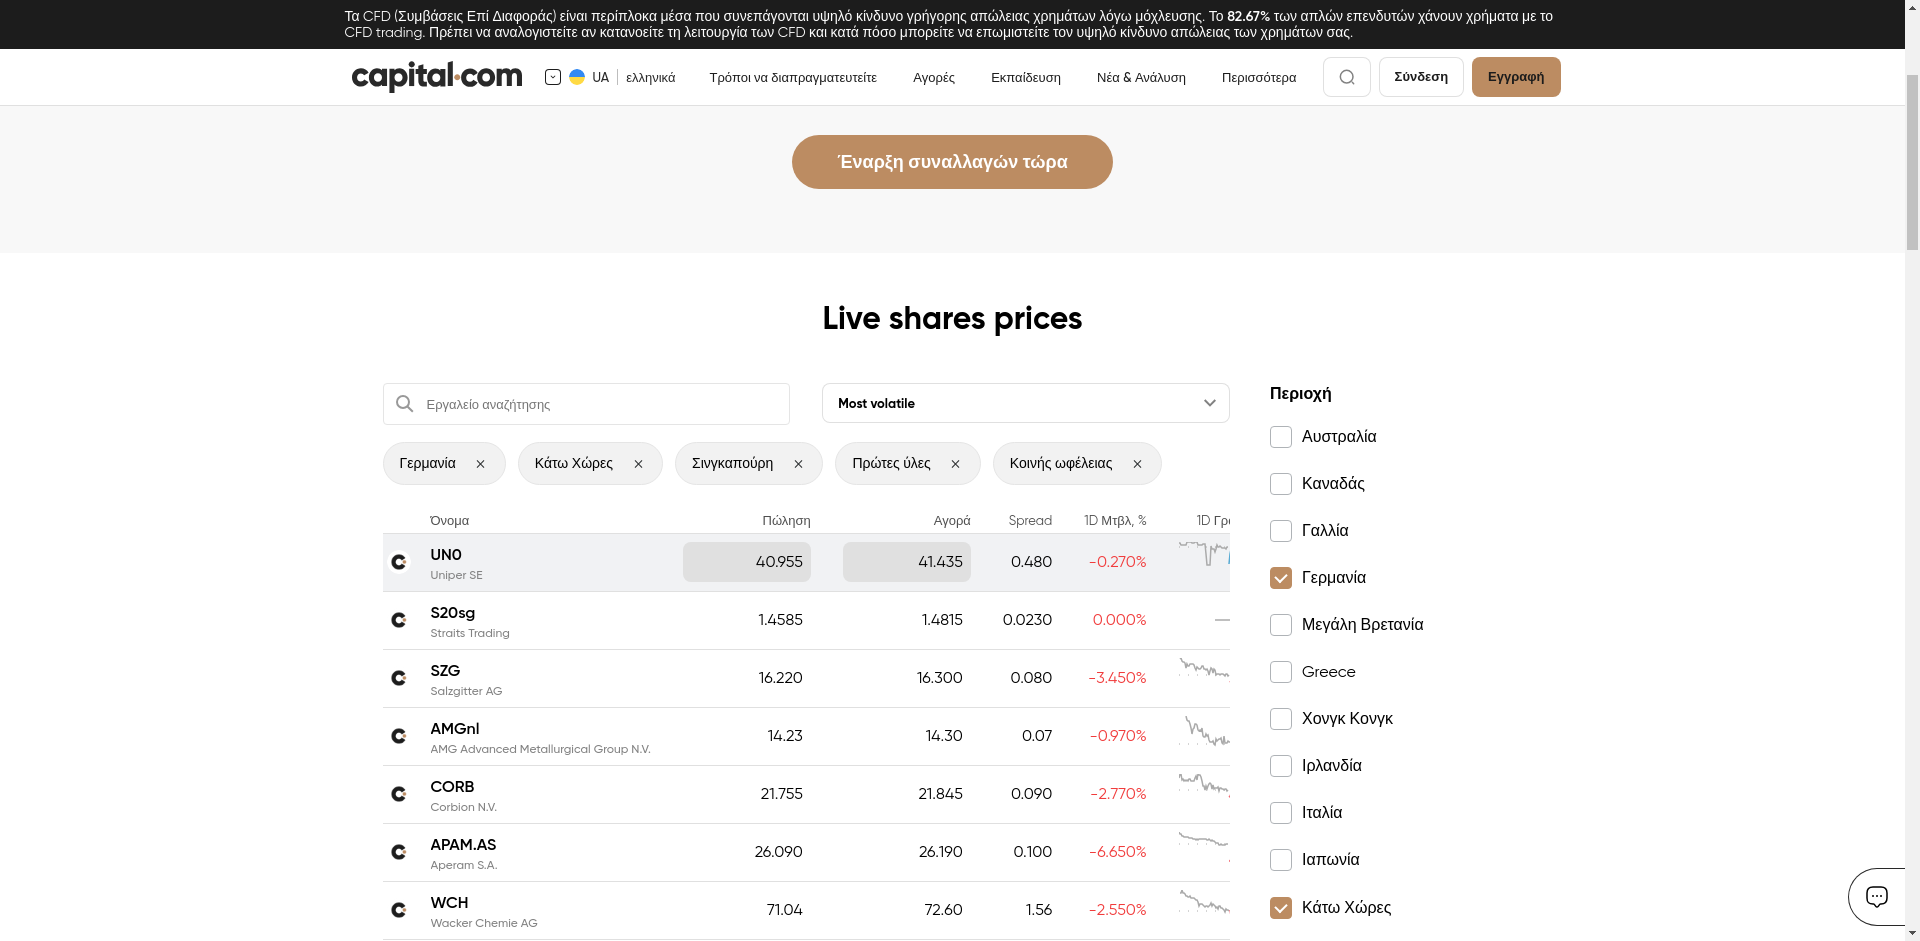 Τα CFD (Συμβάσεις Επί Διαφοράς) είναι περίπλοκα μέσα που συνεπάγονται υψηλό κίνδυνο γρήγορης απώλειας χρημάτων λόγω μόχλευσης. Το 82.67% των απλών επενδυτών χάνουν χρήματα με το
CFD trading. Πρέπει να αναλογιστείτε αν κατανοείτε τη λειτουργία των CFD και κατά πόσο μπορείτε να επωμιστείτε τον υψηλό κίνδυνο απώλειας των χρημάτων σας.
capital.com UA ελληνικά Τρόποι να διαπραγματευτείτε Αγορές Εκπαίδευση Νέα & Ανάλυση Περισσότερα Σύνδεση Εγγραφή
Έναρξη συναλλαγών τώρα
Live shares prices
Εργαλείο αναζήτησης Most volatile
Γερμανία Κάτω Χώρες Σινγκαπούρη Πρώτες ύλες Κοινής ωφέλειας
Όνομα Πώληση Αγορά Spread 1D Μτβλ, % 1D Γρα
UN0 40.955 41.435 0.480 -0.270%
Uniper SE
S20sg 1.4585 1.4815 0.0230 0.000%
Straits Trading
SZG 16.220 16.300 0.080 -3.450%
Salzgitter AG
AMGnl 14.23 14.30 0.07 -0.970%
AMG Advanced Metallurgical Group N.V.
CORB 21.755 21.845 0.090 -2.770%
Corbion N.V.
APAM.AS 26.090 26.190 0.100 -6.650%
Aperam S.A.
WCH 71.04 72.60 1.56 -2.550%
Wacker Chemie AG
Περιοχή
Αυστραλία
Καναδάς
Γαλλία
Γερμανία
Μεγάλη Βρετανία
Greece
Χονγκ Κονγκ
Ιρλανδία
Ιταλία
Ιαπωνία
Κάτω Χώρες